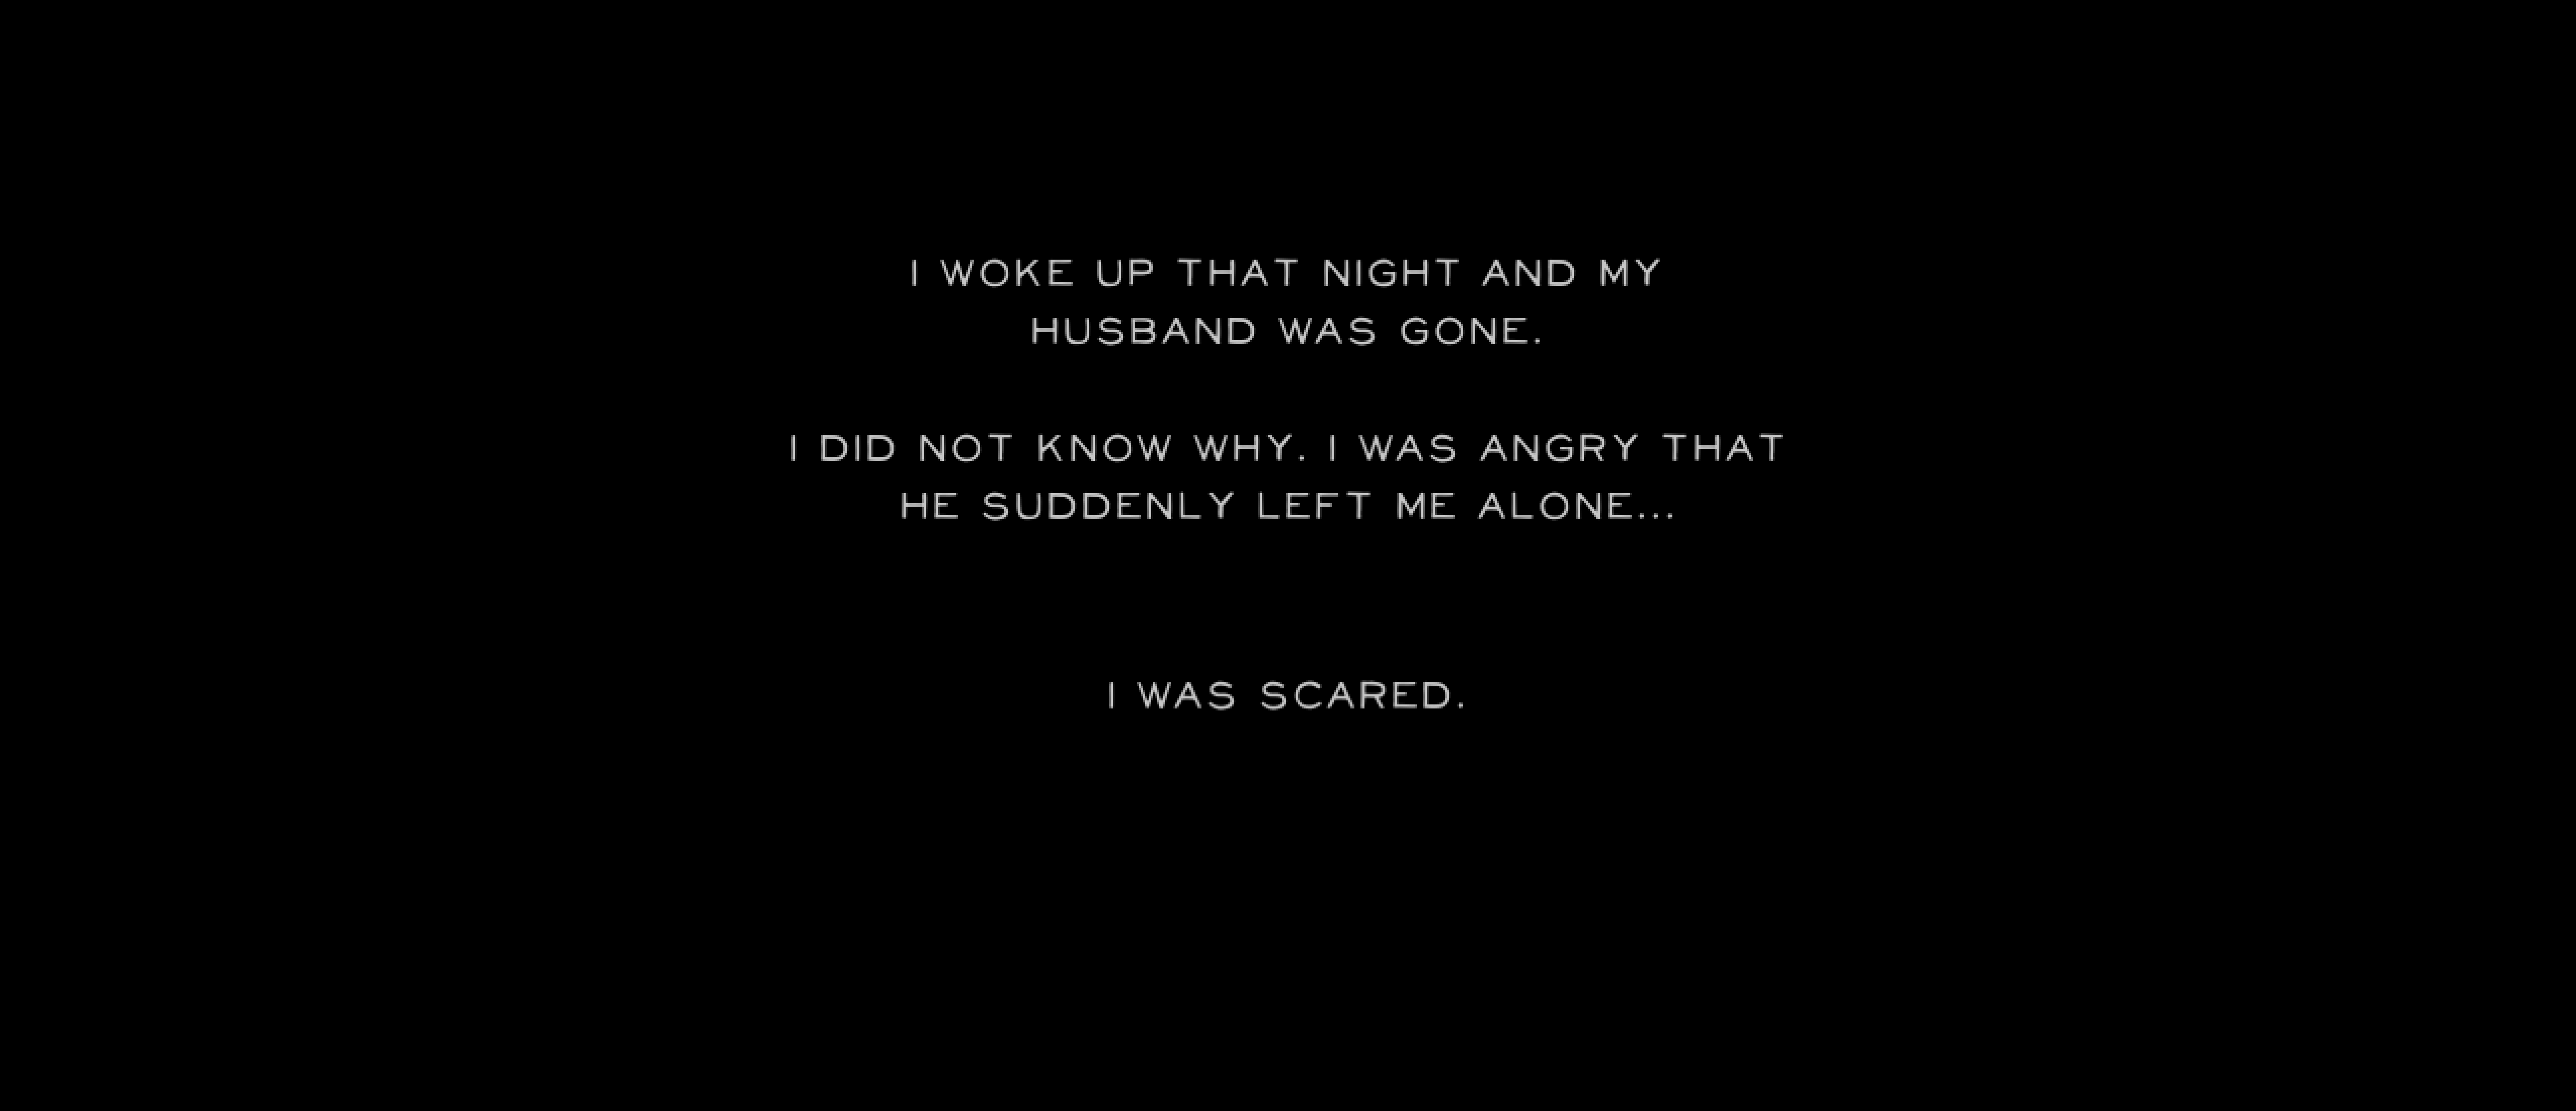 I WOKE UP THAT NIGHT AND MY
HUSBAND WAS GONE.
I DID NOT KNOW WHY. I WAS ANGRY THAT
HE SUDDENLY LEFT ME ALONE...
I WAS SCARED.